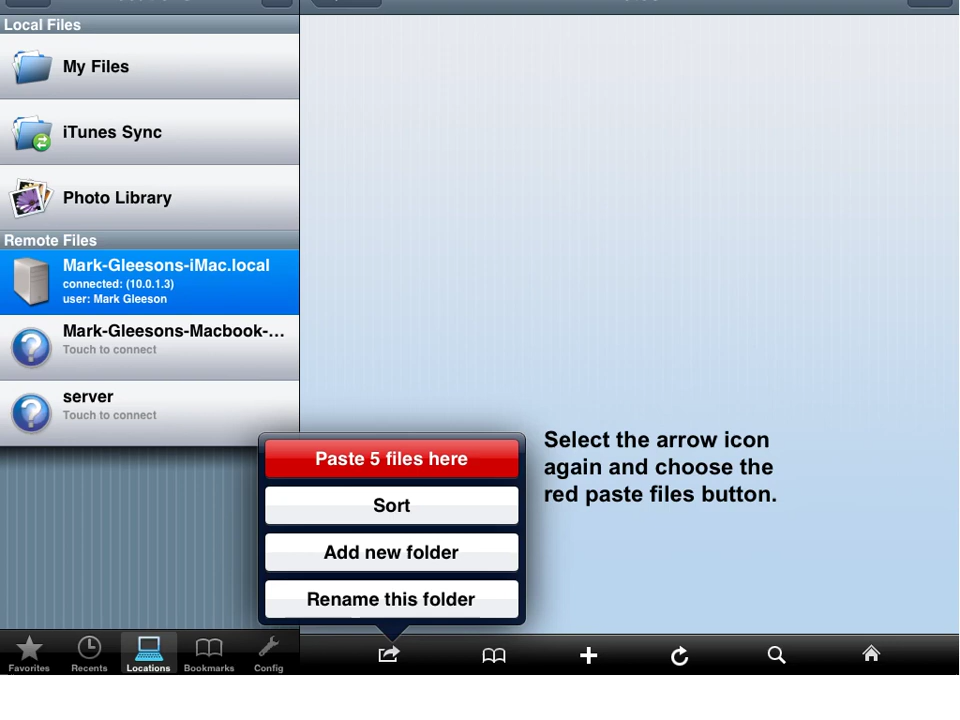 Local Files
My Files
iTunes Sync
Photo Library
Remote Files
Mark-Gleesons-iMac.local
connected: (10.0.1.3)
user: Mark Gleeson
Mark-Gleesons-Macbook-...
Touch to connect
server
Touch to connect
Paste 5 files here
Sort
Add new folder
Rename this folder
Select the arrow icon
again and choose the
red paste files button.
Favorites
Recents
Locations
Bookmarks
Config